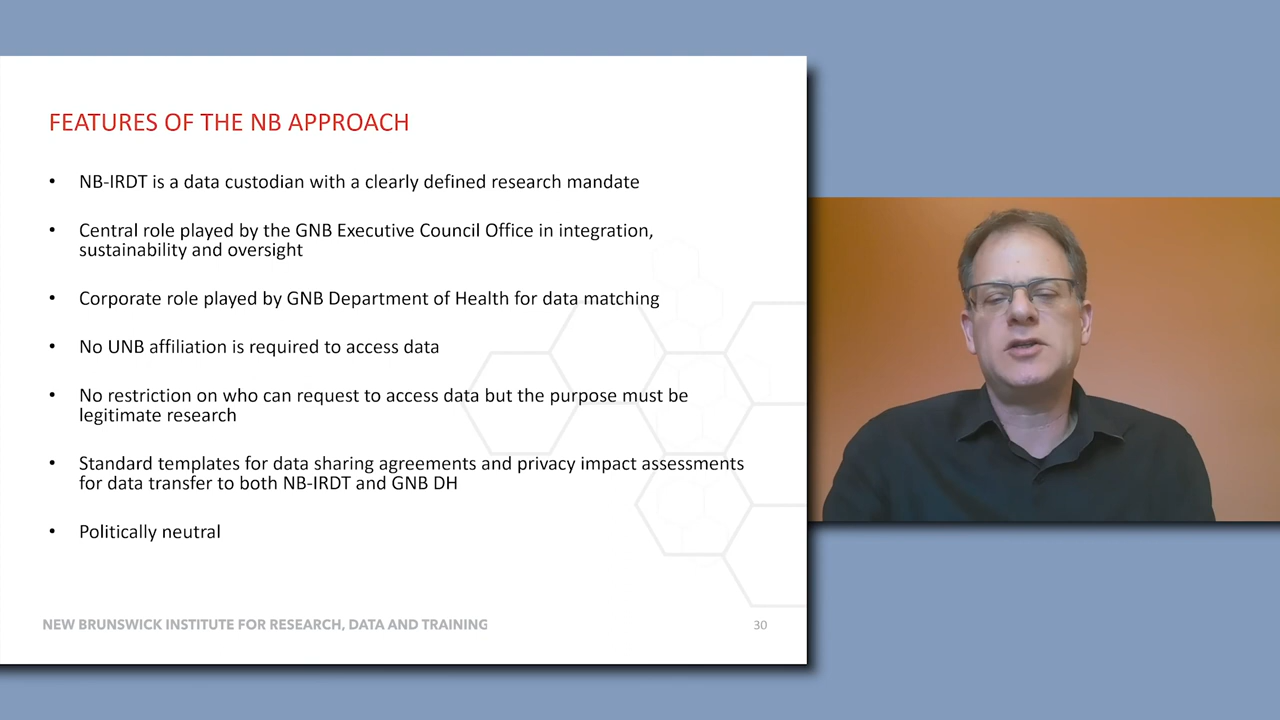 FEATURES OF THE NB APPROACH
• NB-IRDT is a data custodian with a clearly defined research mandate
• Central role played by the GNB Executive Council Office in integration,
sustainability and oversight
• Corporate role played by GNB Department of Health for data matching
• No UNB affiliation is required to access data
• No restriction on who can request to access data but the purpose must be
legitimate research
• Standard templates for data sharing agreements and privacy impact assessments
for data transfer to both NB-IRDT and GNB DH
• Politically neutral
NEW BRUNSWICK INSTITUTE FOR RESEARCH, DATA AND TRAINING
30